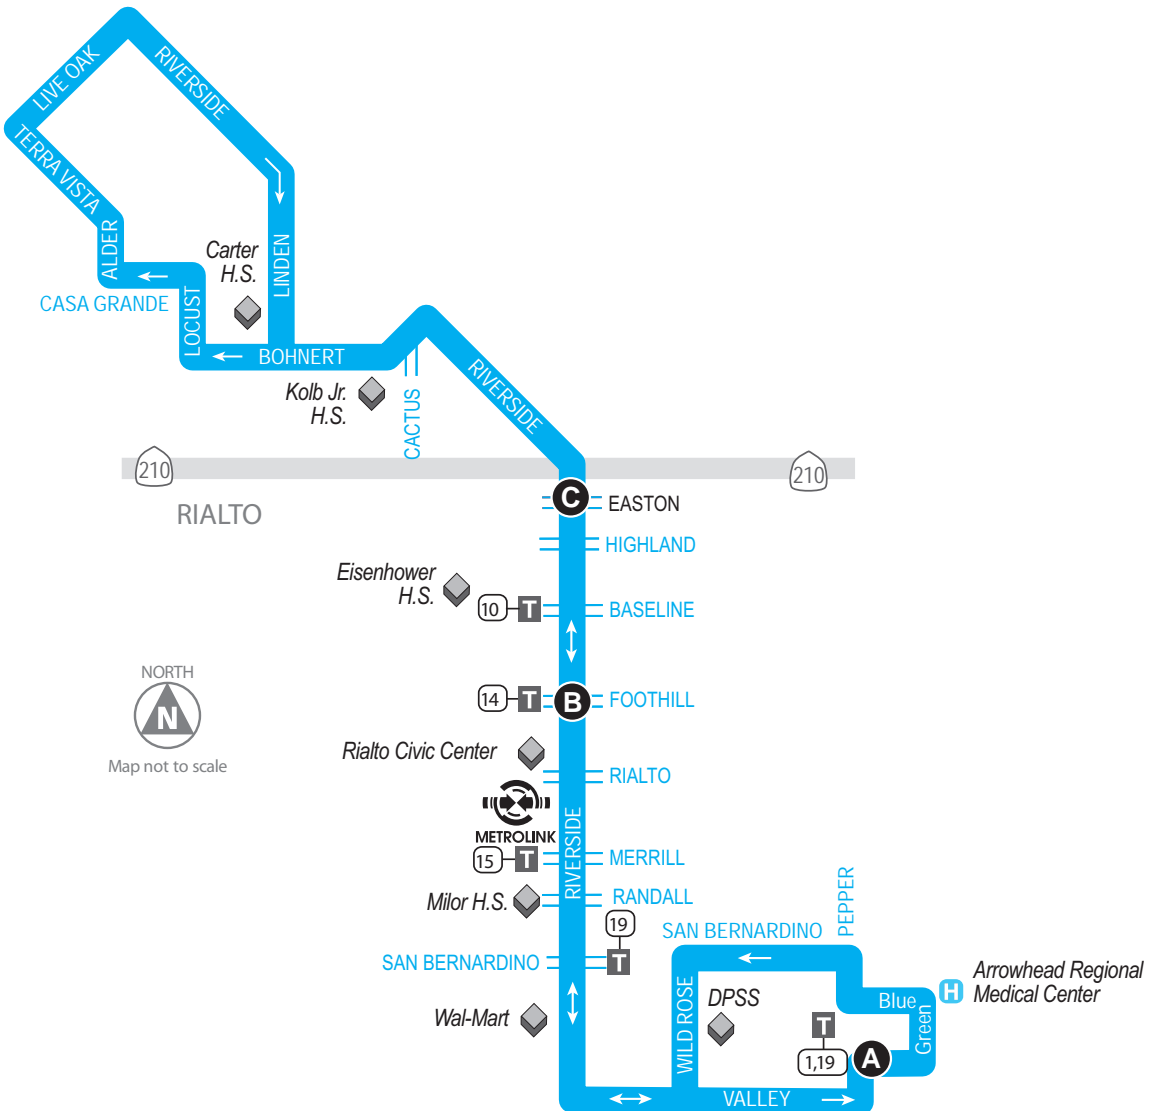 LIVE OAK
RIVERSIDE
TERRA VISTA
ALDER
Carter
H.S.
LINDEN
CASA GRANDE
LOCUST
BOHNERT
RIVERSIDE
Kolb Jr.
H.S.
CACTUS
210
210
RIALTO
C
EASTON
HIGHLAND
Eisenhower
H.S.
10
T
BASELINE
NORTH
N
Map not to scale
14
T
B
FOOTHILL
Rialto Civic Center
RIALTO
METROLINK
RIVERSIDE
15
T
MERRILL
Milor H.S.
RANDALL
19
T
SAN BERNARDINO
SAN BERNARDINO
PEPPER
Wal-Mart
WILD ROSE
DPSS
Blue
Green
H
Arrowhead Regional
Medical Center
T
1,19
A
VALLEY